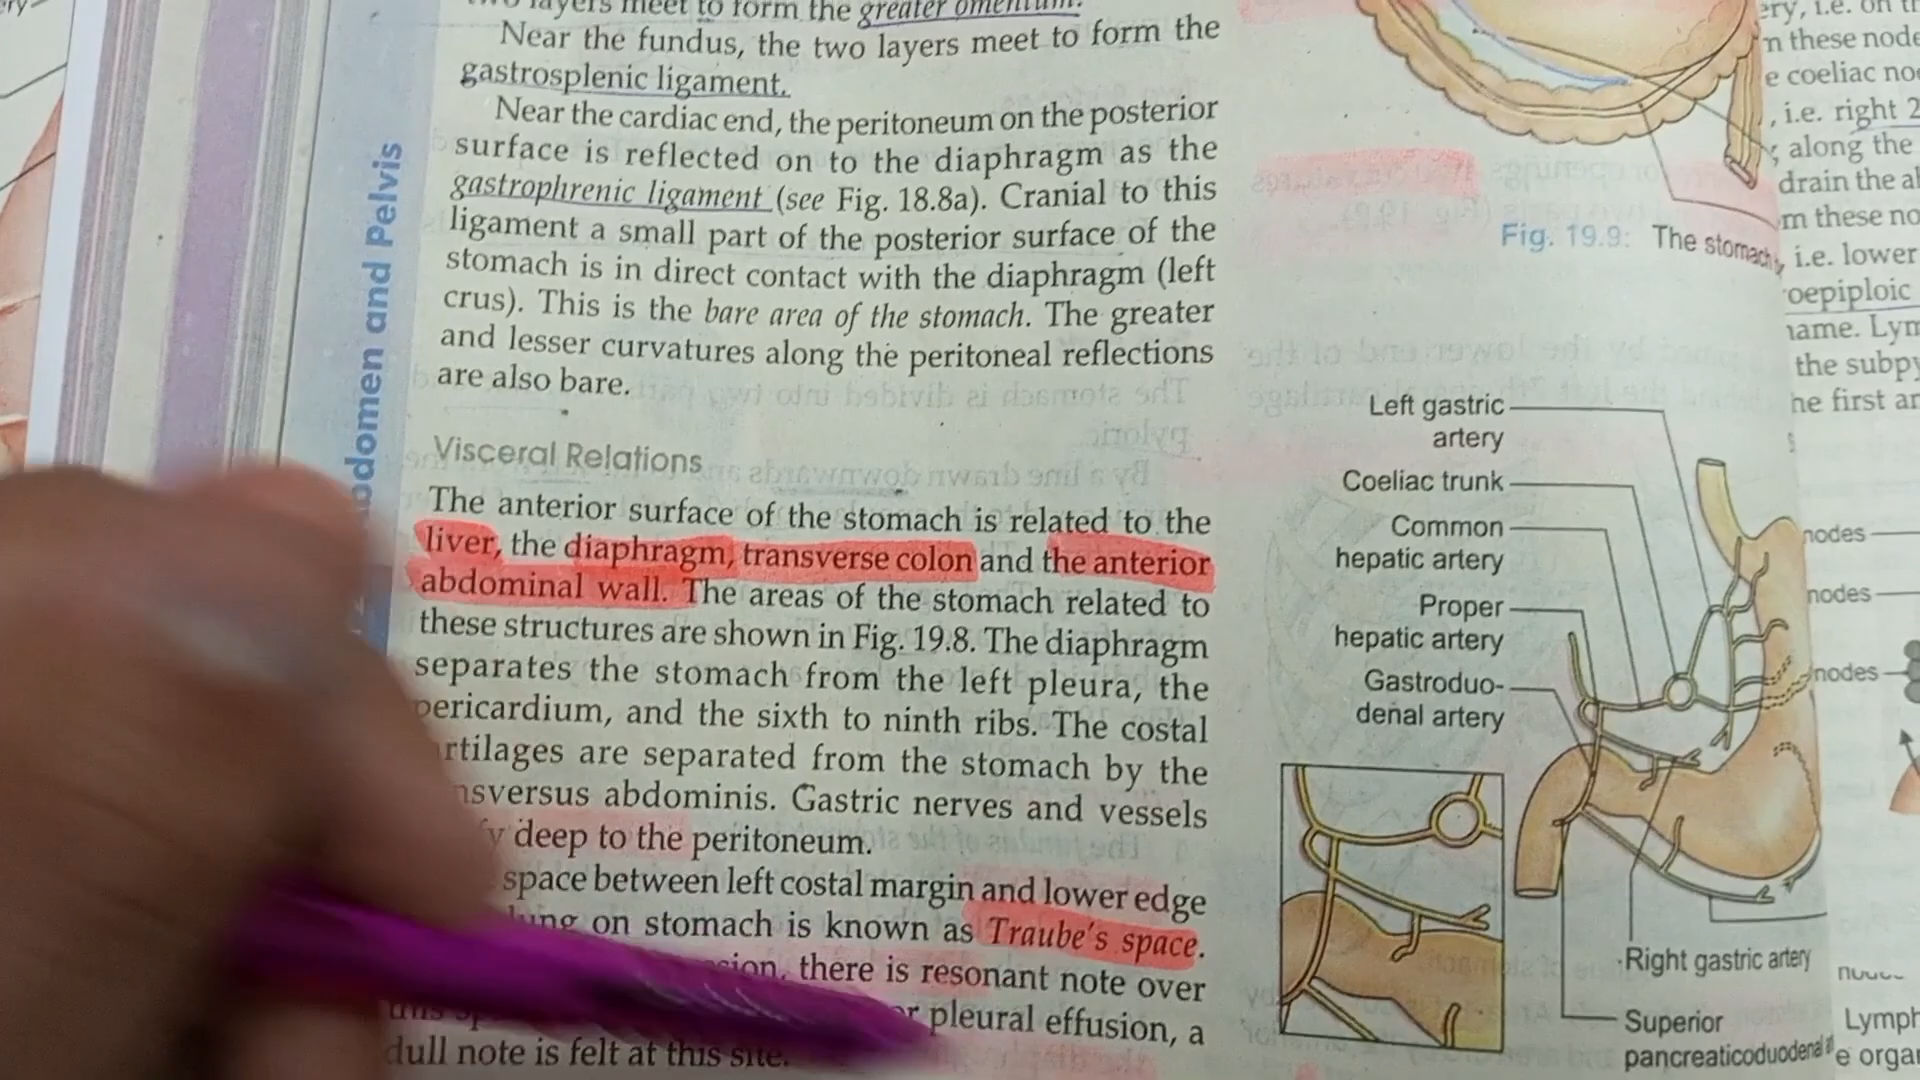 layers meet to form the greater omentum.
Near the fundus, the two layers meet to form the
gastrosplenic ligament.
Near the cardiac end, the peritoneum on the posterior
surface is reflected on to the diaphragm as the
gastrophrenic ligament (see Fig. 18.8a). Cranial to this
ligament a small part of the posterior surface of the
stomach is in direct contact with the diaphragm (left
crus). This is the bare area of the stomach. The greater
and lesser curvatures along the peritoneal reflections
are also bare.
Visceral Relations
The anterior surface of the stomach is related to the
liver, the diaphragm, transverse colon and the anterior
abdominal wall. The areas of the stomach related to
these structures are shown in Fig. 19.8. The diaphragm
separates the stomach from the left pleura, the
pericardium, and the sixth to ninth ribs. The costal
rtilages are separated from the stomach by the
nsversus abdominis. Gastric nerves and vessels
y deep to the peritoneum.
space between left costal margin and lower edge
lung on stomach is known as Traube's space.
sion, there is resonant note over
pleural effusion, a
dull note is felt at this site.
domen and Pelvis
Fig. 19.9: The stomach
Left gastric
artery
Coeliac trunk
Common
hepatic artery
Proper
hepatic artery
Gastroduo-
denal artery
Right gastric artery
Superior
pancreaticoduodenal
ery, i.e. on
n these node
e coeliac no
, i.e. right 2
along the
drain the
m these no
i.e. lower
oepiploic
name. Lym
the subpy
he first
nodes
nodes
nodes
Lymph
e orga